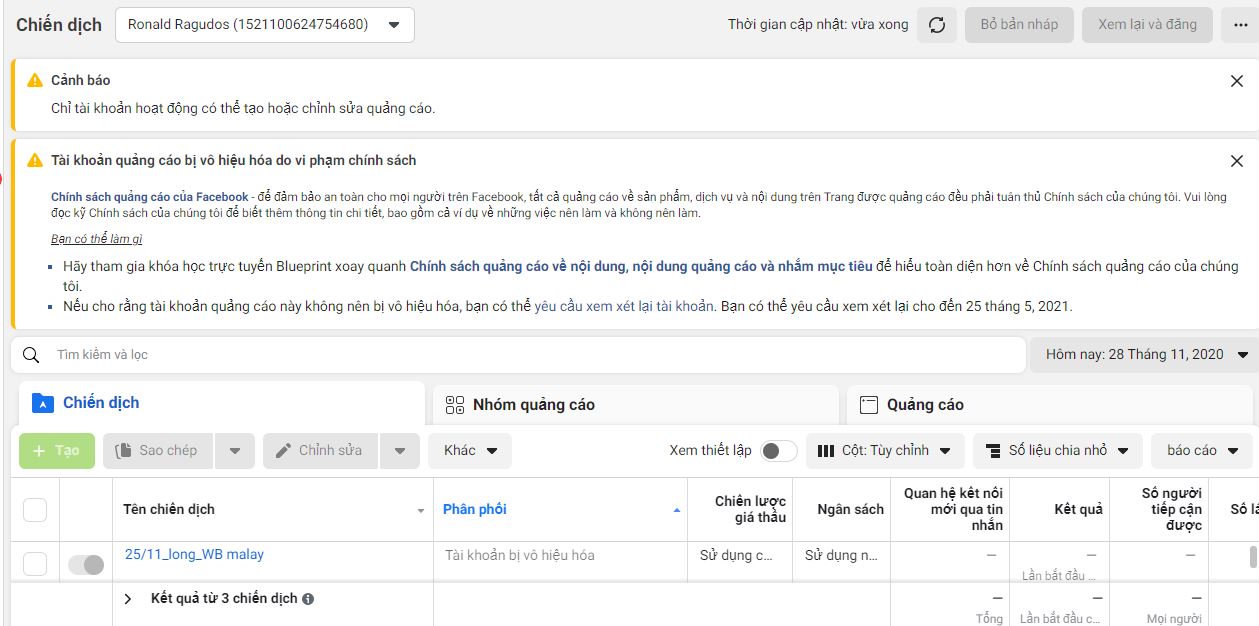 Chiến dịch
Ronald Ragudos (1521100624754680)
Thời gian cập nhật: vừa xong
Bỏ bản nháp
Xem lại và đăng
Cảnh báo
Chỉ tài khoản hoạt động có thể tạo hoặc chỉnh sửa quảng cáo.
Tài khoản quảng cáo bị vô hiệu hóa do vi phạm chính sách
Chính sách quảng cáo của Facebook - để đảm bảo an toàn cho mọi người trên Facebook, tất cả quảng cáo về sản phẩm, dịch vụ và nội dung trên Trang được quảng cáo đều phải tuân thủ Chính sách của chúng tôi. Vui lòng
đọc kỹ Chính sách của chúng tôi để biết thêm thông tin chi tiết, bao gồm cả ví dụ về những việc nên làm và không nên làm.
Bạn có thể làm gì
Hãy tham gia khóa học trực tuyến Blueprint xoay quanh Chính sách quảng cáo về nội dung, nội dung quảng cáo và nhắm mục tiêu để hiểu toàn diện hơn về Chính sách quảng cáo của chúng
tôi.
Nếu cho rằng tài khoản quảng cáo này không nên bị vô hiệu hóa, bạn có thể yêu cầu xem xét lại tài khoản. Bạn có thể yêu cầu xem xét lại cho đến 25 tháng 5, 2021.
Tìm kiếm và lọc
Hôm nay: 28 Tháng 11, 2020
Chiến dịch
Nhóm quảng cáo
Quảng cáo
+ Tạo
Sao chép
Chỉnh sửa
Khác
Xem thiết lập
Cột: Tùy chỉnh
Số liệu chia nhỏ
báo cáo
Tên chiến dịch
Phân phối
Chiến lược
giá thầu
Ngân sách
Quan hệ kết nối
mới qua tin
nhắn
Kết quả
Số người
tiếp cận
được
Số lầ
25/11_long_WB malay
Tài khoản bị vô hiệu hóa
Sử dụng c...
Sử dụng n...
—
—
Lần bắt đầu ...
—
Kết quả từ 3 chiến dịch
—
Tổng
—
Lần bắt đầu c...
—
Mọi người